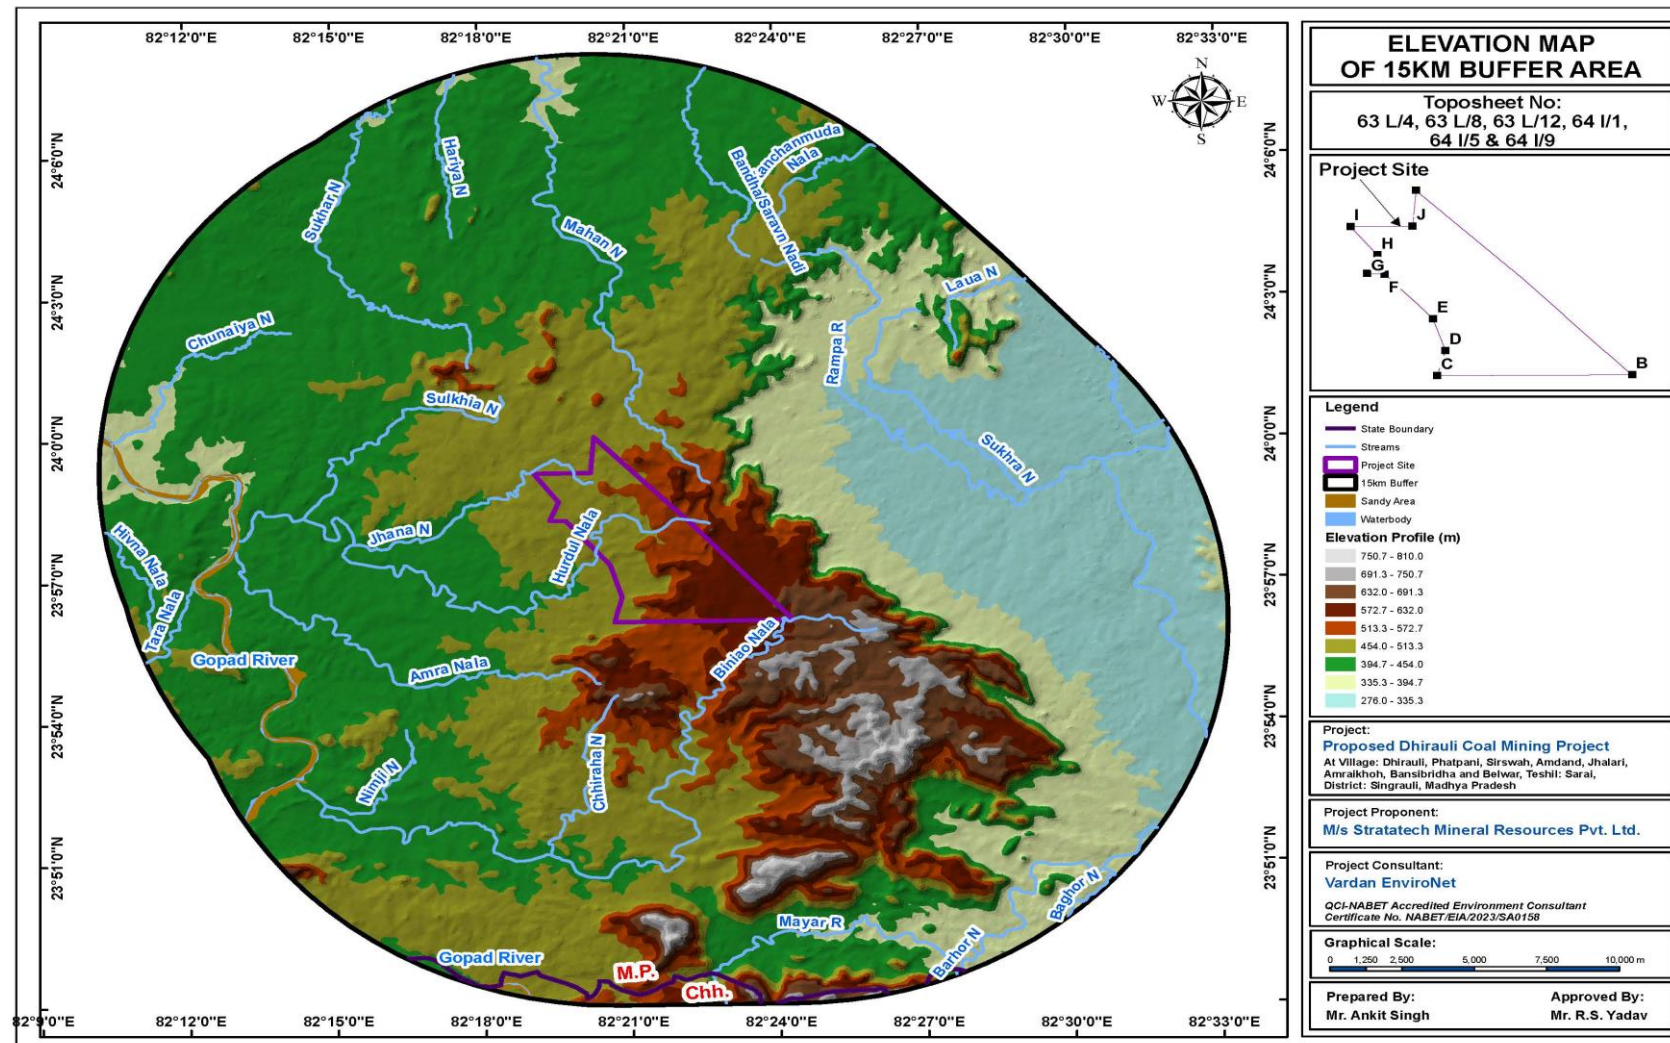 82°12'0"E 82°15'0"E 82°18'0"E 82°21'0"E 82°24'0"E 82°27'0"E 82°30'0"E 82°33'0"E
24°6'0"N
24°3'0"N
24°0'0"N
23°57'0"N
23°54'0"N
23°51'0"N
N
W E
S
Hariya N
Sukhar N
Mahan N
anchanmuda
Nala
Bandha/Saravn Nadi
Laua N
Rampa R
Chunaiya N
Sulkhia N
Sukhra N
Jhana N
Hurdul Nala
Hivna Nala
Tara Nala
Gopad River
Amra Nala
Biniao Nala
Chhiraha N
Nimji N
Mayar R
Baghor N
Barhor N
Gopad River
M.P.
Chh.
24°6'0"N
24°3'0"N
24°0'0"N
23°57'0"N
23°54'0"N
23°51'0"N
82°9'0"E 82°12'0"E 82°15'0"E 82°18'0"E 82°21'0"E 82°24'0"E 82°27'0"E 82°30'0"E 82°33'0"E
ELEVATION MAP
OF 15KM BUFFER AREA
Toposheet No:
63 L/4, 63 L/8, 63 L/12, 64 I/1,
64 I/5 & 64 I/9
Project Site
I J
H
G
F
E
D
C B
Legend
State Boundary
Streams
Project Site
15km Buffer
Sandy Area
Waterbody
Elevation Profile (m)
750.7 - 810.0
691.3 - 750.7
632.0 - 691.3
572.7 - 632.0
513.3 - 572.7
454.0 - 513.3
394.7 - 454.0
335.3 - 394.7
276.0 - 335.3
Project:
Proposed Dhirauli Coal Mining Project
At Village: Dhirauli, Phatpani, Sirswah, Amdand, Jhalari,
Amraikhoh, Bansibridha and Belwar, Teshil: Sarai,
District: Singrauli, Madhya Pradesh
Project Proponent:
M/s Stratatech Mineral Resources Pvt. Ltd.
Project Consultant:
Vardan EnviroNet
QCI-NABET Accredited Environment Consultant
Certificate No. NABET/EIA/2023/SA0158
Graphical Scale:
0 1,250 2,500 5,000 7,500 10,000 m
Prepared By: Approved By:
Mr. Ankit Singh Mr. R.S. Yadav